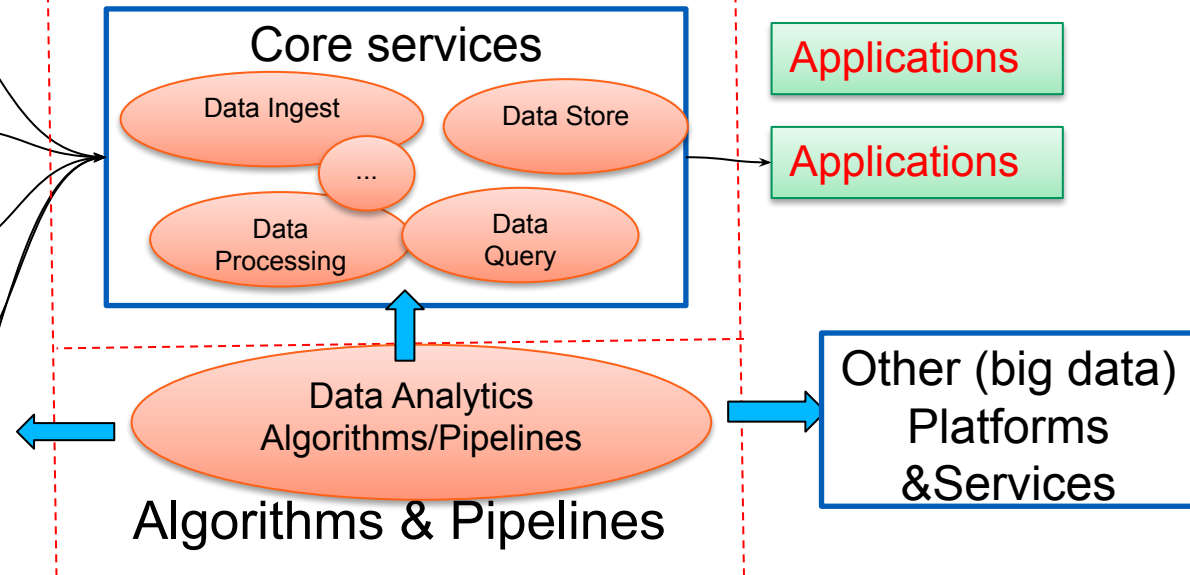 Core services
Data Ingest
Data Store
...
Data
Processing
Data
Query
Applications
Applications
Data Analytics
Algorithms/Pipelines
Algorithms & Pipelines
Other (big data)
Platforms
&Services